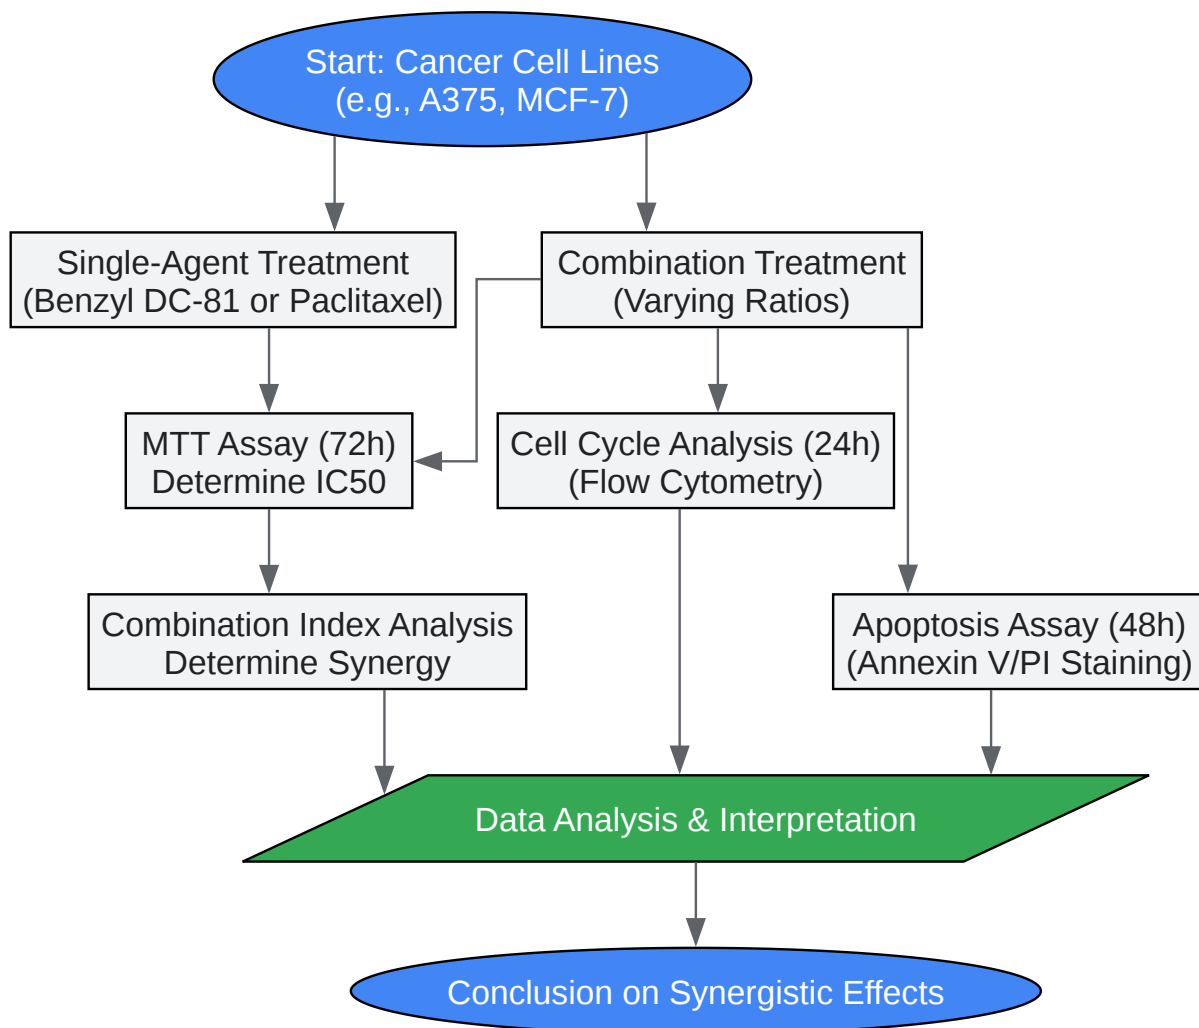 Start: Cancer Cell Lines
(e.g., A375, MCF-7)
Single-Agent Treatment
(Benzyl DC-81 or Paclitaxel)
Combination Treatment
(Varying Ratios)
MTT Assay (72h)
Determine IC50
Cell Cycle Analysis (24h)
(Flow Cytometry)
Combination Index Analysis
Determine Synergy
Apoptosis Assay (48h)
(Annexin V/PI Staining)
Data Analysis & Interpretation
Conclusion on Synergistic Effects